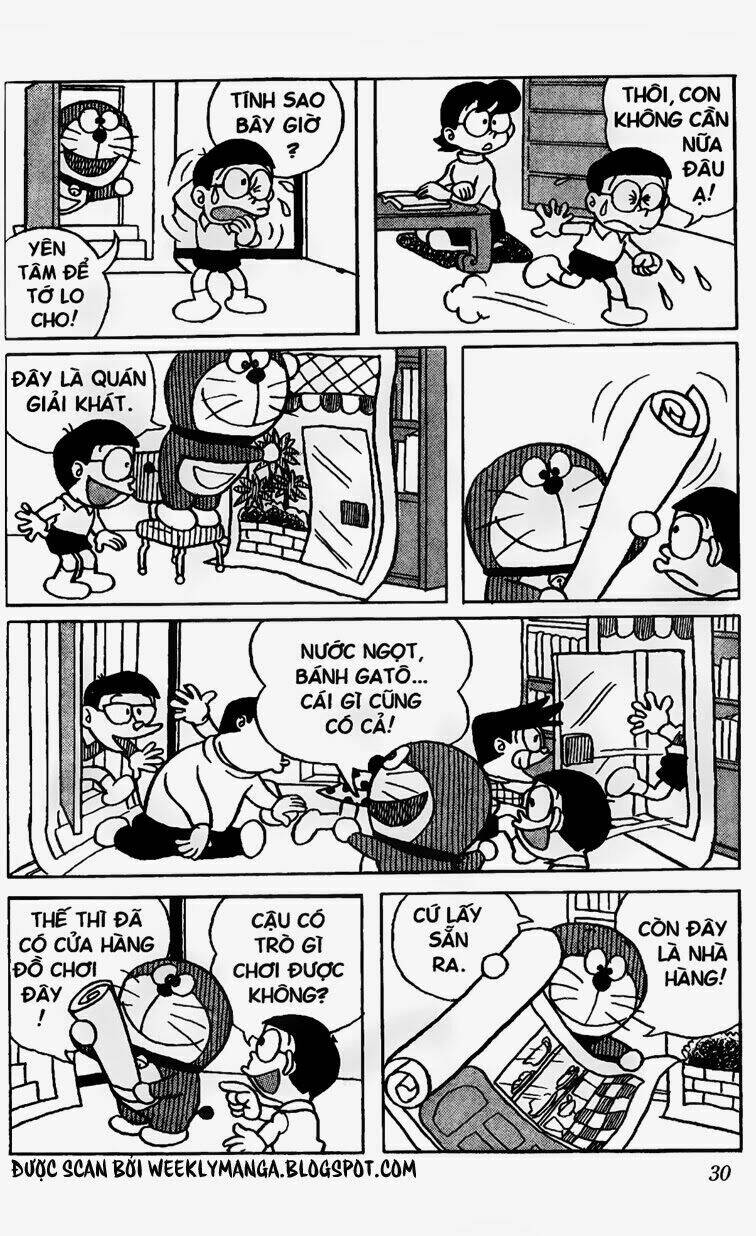 THÔI, CON
KHÔNG CẦN
NỮA
ĐÂU
Ạ!
TÍNH SAO
BÂY GIỜ
?
YÊN
TÂM ĐỂ
TỚ LO
CHO!
ĐÂY LÀ QUÁN
GIẢI KHÁT.
NƯỚC NGỌT,
BÁNH GATÔ...
CÁI GÌ CŨNG
CÓ CẢ!
CÒN ĐÂY
LÀ NHÀ
HÀNG!
CỨ LẤY
SẴN
RA.
CẬU CÓ
TRÒ GÌ
CHƠI ĐƯỢC
KHÔNG?
THẾ THÌ ĐÃ
CÓ CỬA HÀNG
ĐỒ CHƠI
ĐÂY
!
ĐƯỢC SCAN BỞI WEEKLYMANGA.BLOGSPOT.COM
30